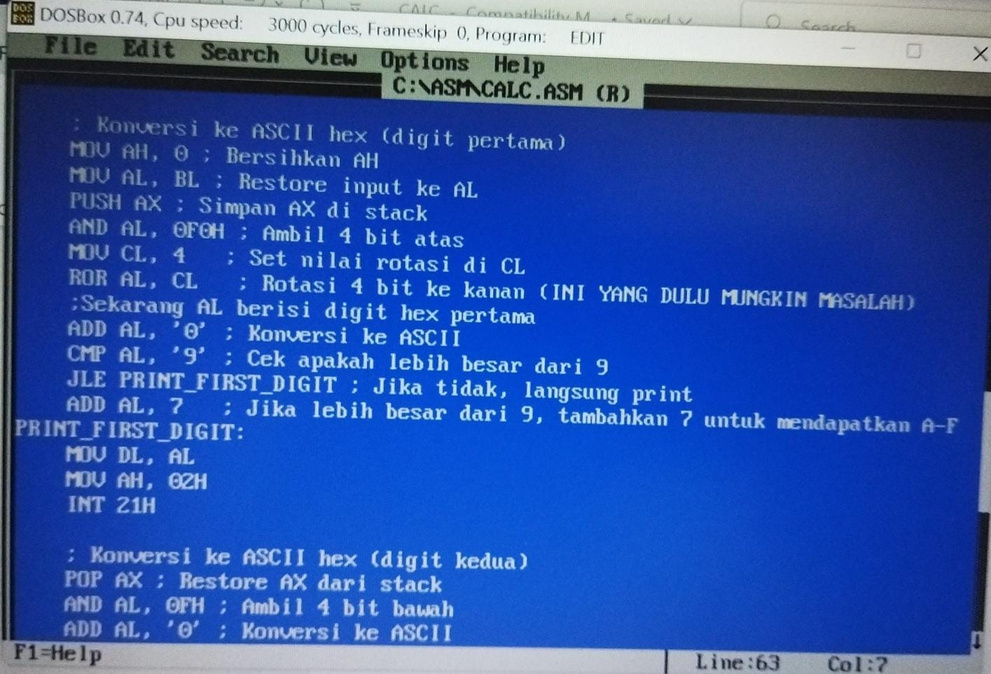 DOSBox 0.74, Cpu speed: 3000 cycles, Frameskip 0, Program: EDIT
File Edit Search View Options Help
C:\ASM\CALC.ASM (R)
; Konversi ke ASCII hex (digit pertama)
MOV AH, 0 ; Bersihkan AH
MOV AL, BL ; Restore input ke AL
PUSH AX ; Simpan AX di stack
AND AL, 0F0H ; Ambil 4 bit atas
MOV CL, 4 ; Set nilai rotasi di CL
ROR AL, CL ; Rotasi 4 bit ke kanan (INI YANG DULU MUNGKIN MASALAH)
;Sekarang AL berisi digit hex pertama
ADD AL, '0' ; Konversi ke ASCII
CMP AL, '9' ; Cek apakah lebih besar dari 9
JLE PRINT_FIRST_DIGIT ; Jika tidak, langsung print
ADD AL, 7 ; Jika lebih besar dari 9, tambahkan 7 untuk mendapatkan A-F
PRINT_FIRST_DIGIT:
MOV DL, AL
MOV AH, 02H
INT 21H
; Konversi ke ASCII hex (digit kedua)
POP AX ; Restore AX dari stack
AND AL, 0FH ; Ambil 4 bit bawah
ADD AL, '0' ; Konversi ke ASCII
F1=Help
Line:63 Col:7